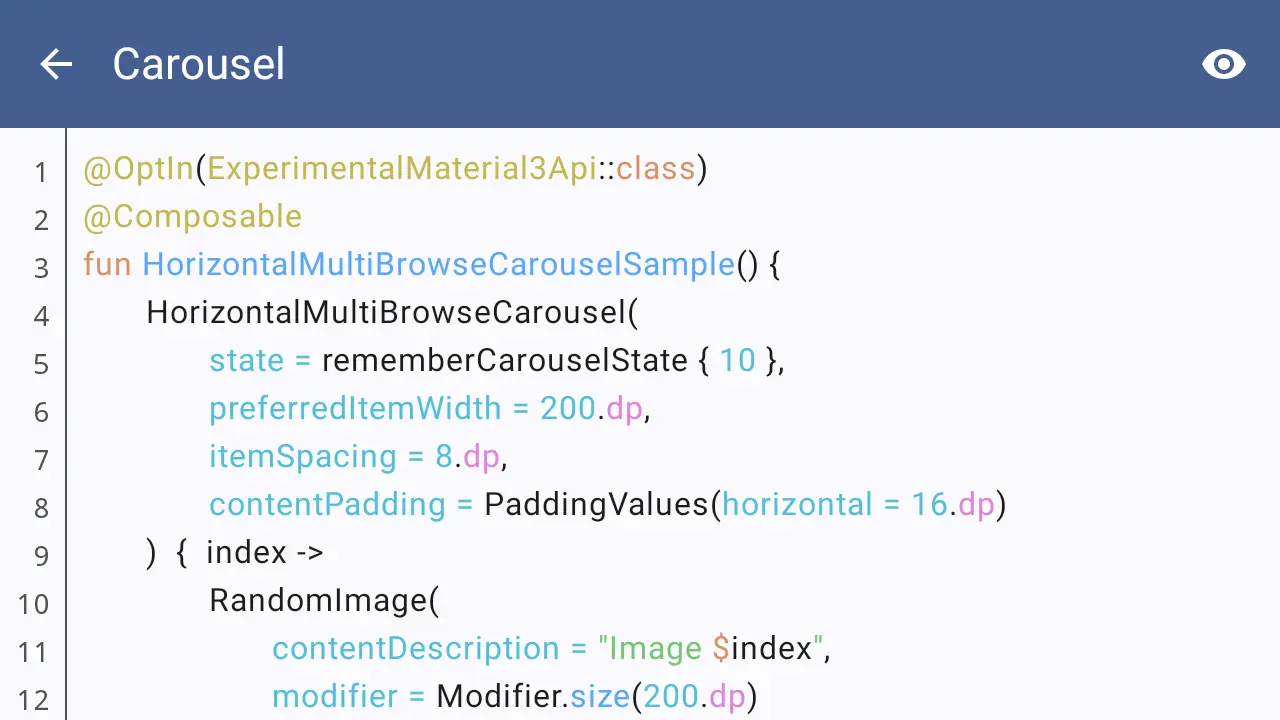 Carousel
1 @OptIn(ExperimentalMaterial3Api::class)
2 @Composable
3 fun HorizontalMultiBrowseCarouselSample() {
4 HorizontalMultiBrowseCarousel(
5 state = rememberCarouselState { 10 },
6 preferredItemWidth = 200.dp,
7 itemSpacing = 8.dp,
8 contentPadding = PaddingValues(horizontal = 16.dp)
9 ) { index ->
10 RandomImage(
11 contentDescription = "Image $index",
12 modifier = Modifier.size(200.dp)